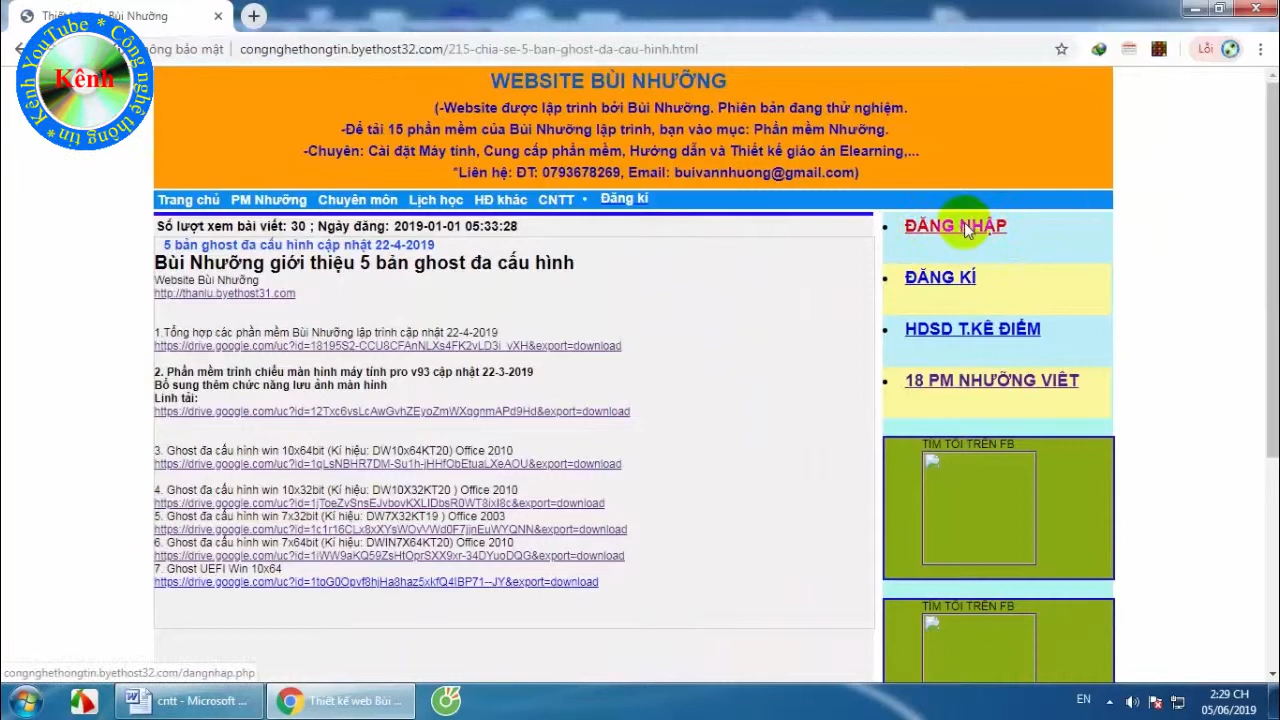 Thiết kế web Bùi Nhưỡng
Kênh YouTube * Công nghệ thông tin *
Kênh
ông bảo mật
congnghethongtin.byethost32.com/215-chia-se-5-ban-ghost-da-cau-hinh.html
Lỗi
WEBSITE BÙI NHƯỠNG
(-Website được lập trình bởi Bùi Nhưỡng. Phiên bản đang thử nghiệm.
-Để tải 15 phần mềm của Bùi Nhưỡng lập trình, bạn vào mục: Phần mềm Nhưỡng.
-Chuyên: Cài đặt Máy tính, Cung cấp phần mềm, Hướng dẫn và Thiết kế giáo án Elearning,...
*Liên hệ: ĐT: 0793678269, Email: buivannhuong@gmail.com)
Trang chủ PM Nhưỡng Chuyên môn Lịch học HĐ khác CNTT Đăng kí
Số lượt xem bài viết: 30 ; Ngày đăng: 2019-01-01 05:33:28
5 bản ghost đa cấu hình cập nhật 22-4-2019
Bùi Nhưỡng giới thiệu 5 bản ghost đa cấu hình
Website Bùi Nhưỡng
http://thanlu.byethost31.com
1.Tổng hợp các phần mềm Bùi Nhưỡng lập trình cập nhật 22-4-2019
2. Phần mềm trình chiếu màn hình máy tính pro v93 cập nhật 22-3-2019
Bổ sung thêm chức năng lưu ảnh màn hình
Linh tải:
3. Ghost đa cấu hình win 10x64bit (Kí hiệu: DW10x64KT20) Office 2010
4. Ghost đa cấu hình win 10x32bit (Kí hiệu: DW10X32KT20 ) Office 2010
5. Ghost đa cấu hình win 7x32bit (Kí hiệu: DW7X32KT19 ) Office 2003
6. Ghost đa cấu hình win 7x64bit (Kí hiệu: DWIN7X64KT20) Office 2010
7. Ghost UEFI Win 10x64
ĐĂNG NHẬP
ĐĂNG KÍ
HDSD T.KÊ ĐIỂM
18 PM NHƯỠNG VIẾT
TÌM TÔI TRÊN FB
TÌM TÔI TRÊN FB
congnghethongtin.byethost32.com/dangnhap.php
cntt - Microsoft ...
Thiết kế web Bùi ...
EN
2:29 CH
05/06/2019